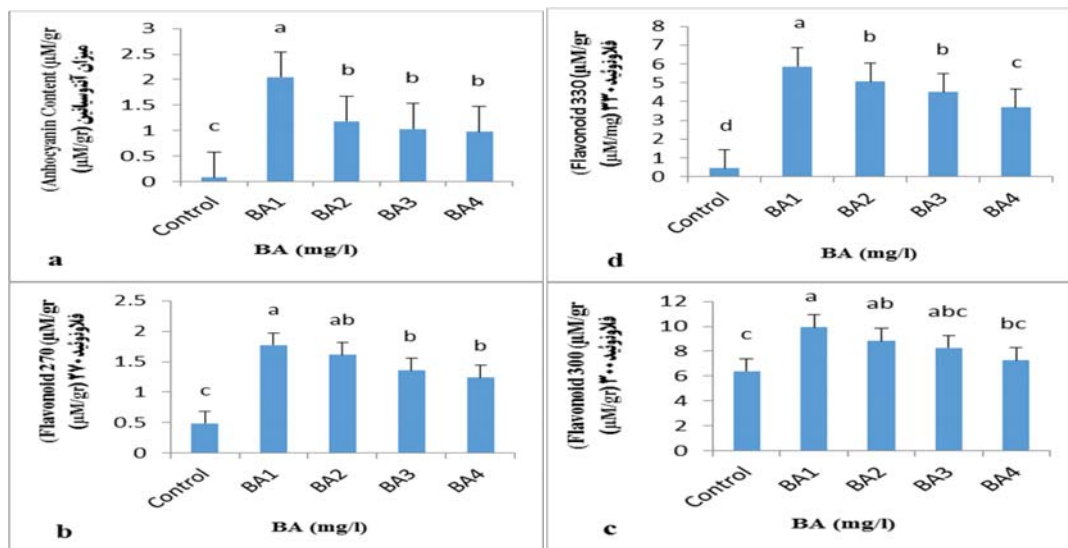 (Anhocyanin Content (μM/gr
میزان آنتوسیانین (μM/gr)
3
2.5
2
1.5
1
0.5
0
c
a
b
b
b
Control
BA1
BA2
BA3
BA4
BA (mg/l)
a
(Flavonoid 330 (μM/gr
فلاونوئید ۳۳۰ (μM/mg)
8
7
6
5
4
3
2
1
0
d
a
b
b
c
Control
BA1
BA2
BA3
BA4
BA (mg/l)
d
(Flavonoid 270 (μM/gr
فلاونوئید ۲۷۰ (μM/gr)
2.5
2
1.5
1
0.5
0
c
a
ab
b
b
Control
BA1
BA2
BA3
BA4
BA (mg/l)
b
(Flavonoid 300 (μM/gr
فلاونوئید ۳۰۰ (μM/gr)
12
10
8
6
4
2
0
c
a
ab
abc
bc
Control
BA1
BA2
BA3
BA4
BA (mg/l)
c